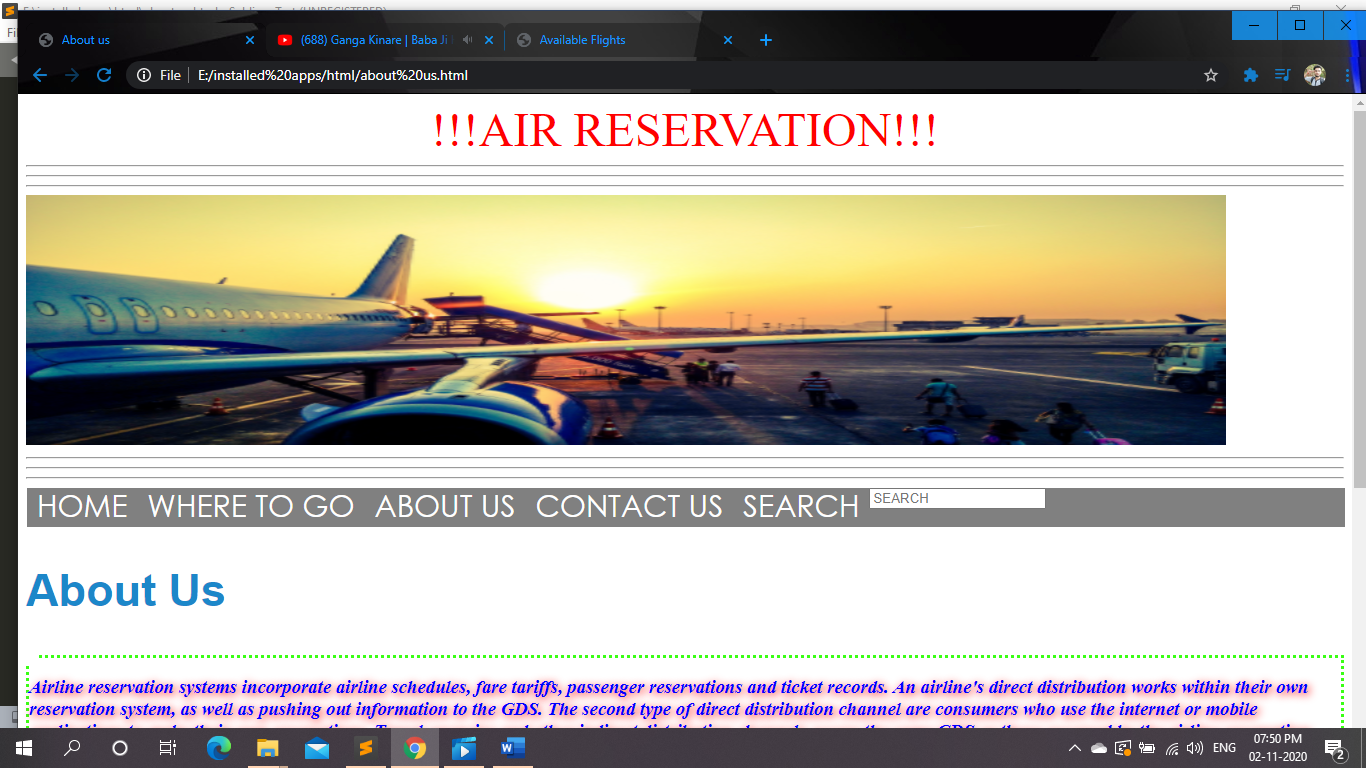 About us
(688) Ganga Kinare | Baba Ji
Available Flights
File
E:/installed%20apps/html/about%20us.html
!!!AIR RESERVATION!!!
HOME WHERE TO GO ABOUT US CONTACT US SEARCH SEARCH
About Us
Airline reservation systems incorporate airline schedules, fare tariffs, passenger reservations and ticket records. An airline's direct distribution works within their own
reservation system, as well as pushing out information to the GDS. The second type of direct distribution channel are consumers who use the internet or mobile
ENG
07:50 PM
02-11-2020
2